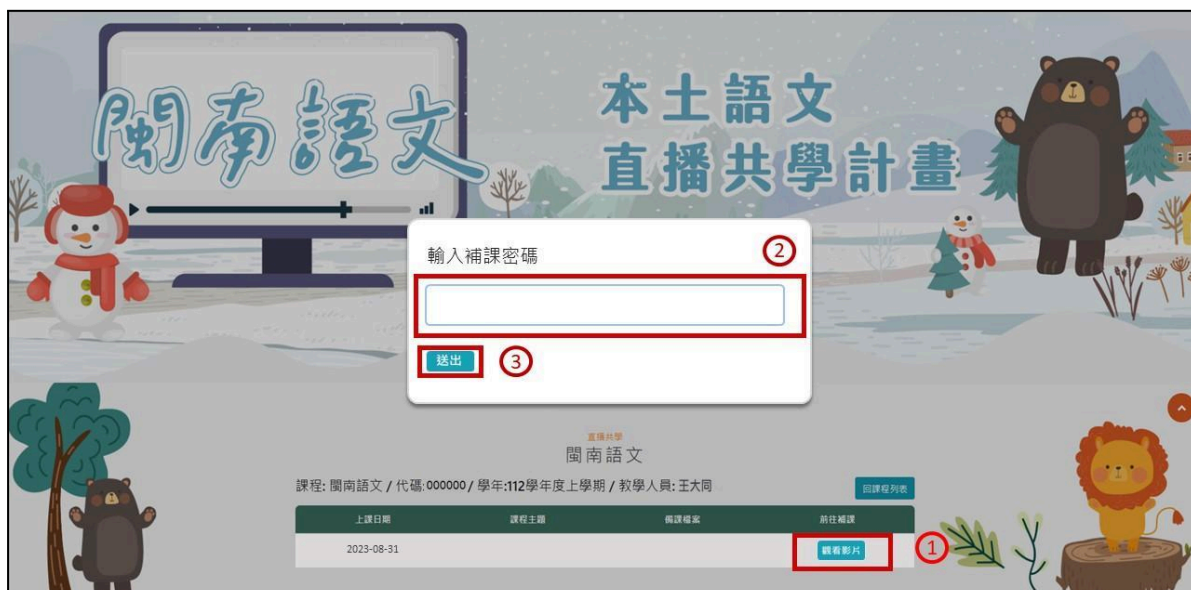 閩南語文
本土語文
直播共學計畫
輸入補課密碼
②
送出
③
直播共學
閩南語文
課程: 閩南語文 / 代碼: 000000 / 學年:112學年度上學期 / 教學人員: 王大同
回課程列表
上課日期 課程主題 備課檔案 前往補課
2023-08-31 觀看影片
①